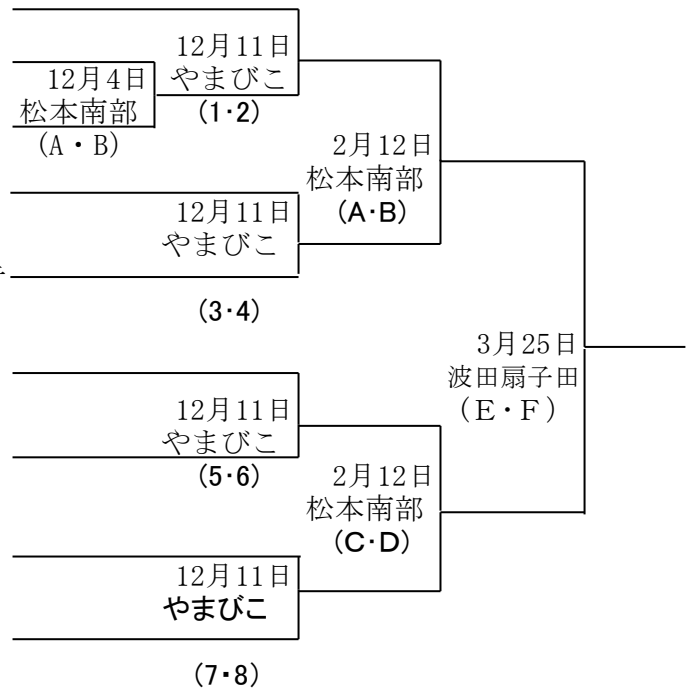 12月11日
やまびこ
(1・2)
12月4日
松本南部
(A・B)
2月12日
松本南部
(A・B)
12月11日
やまびこ
(3・4)
3月25日
波田扇子田
(E・F)
12月11日
やまびこ
(5・6)
2月12日
松本南部
(C・D)
12月11日
やまびこ
(7・8)